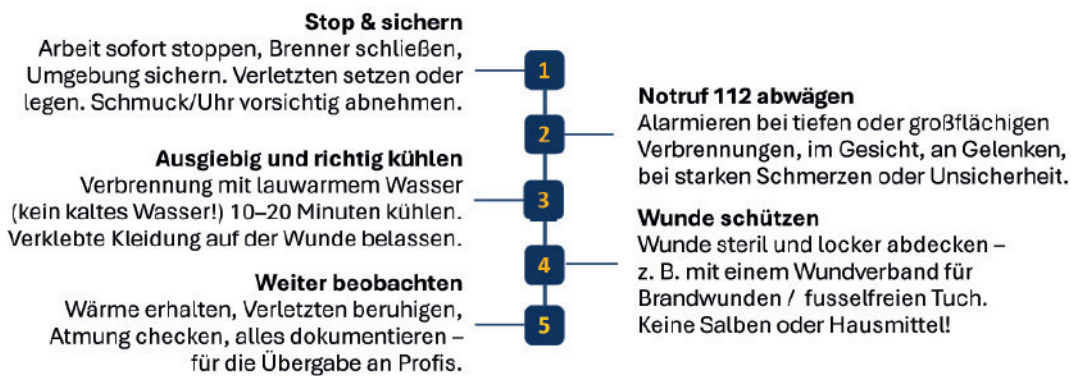 Stop & sichern
Arbeit sofort stoppen, Brenner schließen,
Umgebung sichern. Verletzten setzen oder
legen. Schmuck/Uhr vorsichtig abnehmen.
1
2
Notruf 112 abwägen
Alarmieren bei tiefen oder großflächigen
Verbrennungen, im Gesicht, an Gelenken,
bei starken Schmerzen oder Unsicherheit.
Ausgiebig und richtig kühlen
Verbrennung mit lauwarmem Wasser
(kein kaltes Wasser!) 10–20 Minuten kühlen.
Verklebte Kleidung auf der Wunde belassen.
3
4
Wunde schützen
Wunde steril und locker abdecken –
z. B. mit einem Wundverband für
Brandwunden / fusselfreien Tuch.
Keine Salben oder Hausmittel!
Weiter beobachten
Wärme erhalten, Verletzten beruhigen,
Atmung checken, alles dokumentieren –
für die Übergabe an Profis.
5